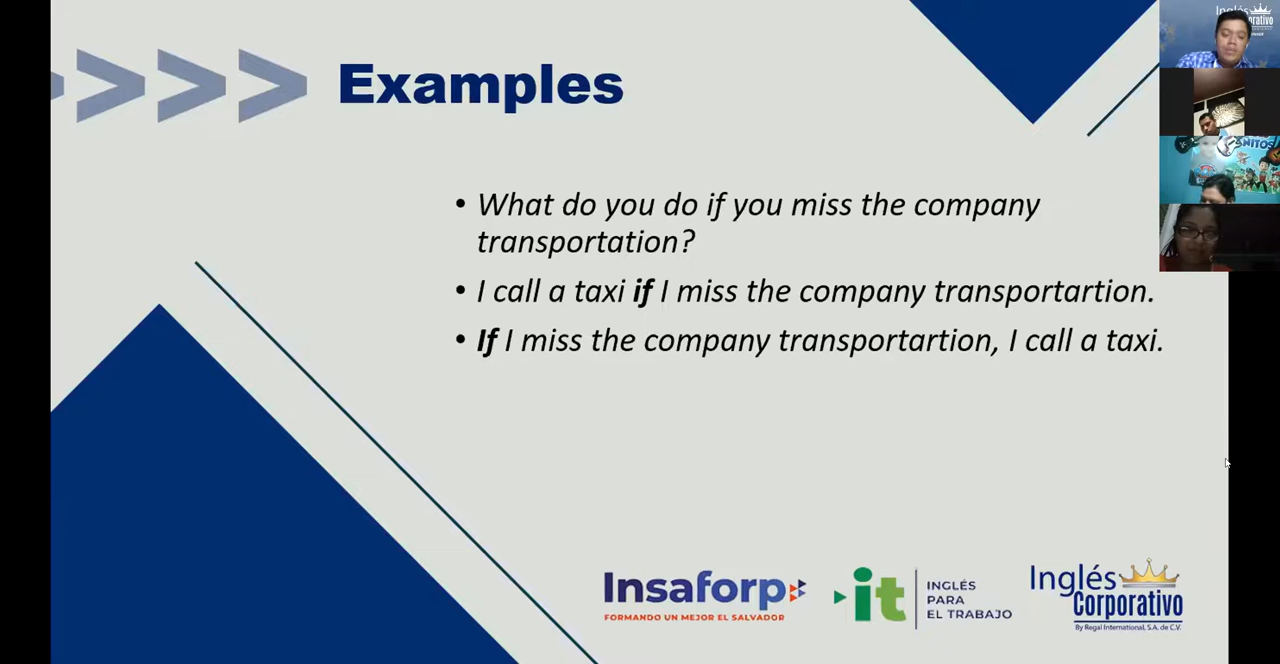 Examples
• What do you do if you miss the company
transportation?
• I call a taxi if I miss the company transportartion.
• If I miss the company transportartion, I call a taxi.
Insaforp
FORMANDO UN MEJOR EL SALVADOR
it
INGLÉS
PARA
EL TRABAJO
Inglés
Corporativo
By Regal International, S.A. de C.V.